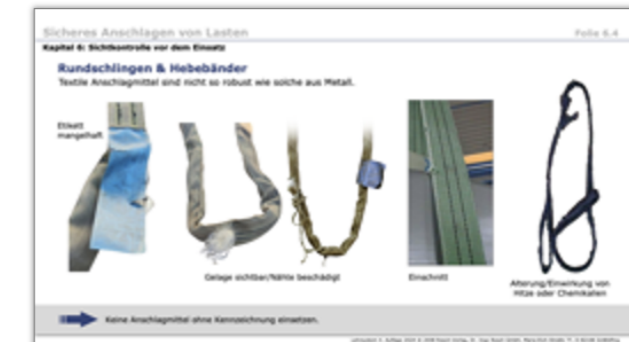 Sicheres Anschlagen von Lasten
Folie 6.4
Kapitel 6: Sichtkontrolle vor dem Einsatz
Rundschlingen & Hebebänder
Textile Anschlagmittel sind nicht so robust wie solche aus Metall.
Etikett
mangelhaft
Gelege sichtbar/Nähte beschädigt
Einschnitt
Alterung/Einwirkung von
Hitze oder Chemikalien
Keine Anschlagmittel ohne Kennzeichnung einsetzen.